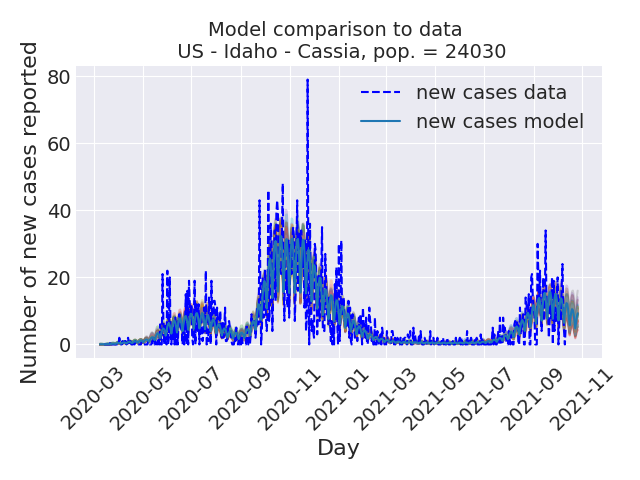 Model comparison to data
US - Idaho - Cassia, pop. = 24030
Number of new cases reported
80
60
40
20
0
new cases data
new cases model
2020-03
2020-05
2020-07
2020-09
2020-11
2021-01
2021-03
2021-05
2021-07
2021-09
2021-11
Day